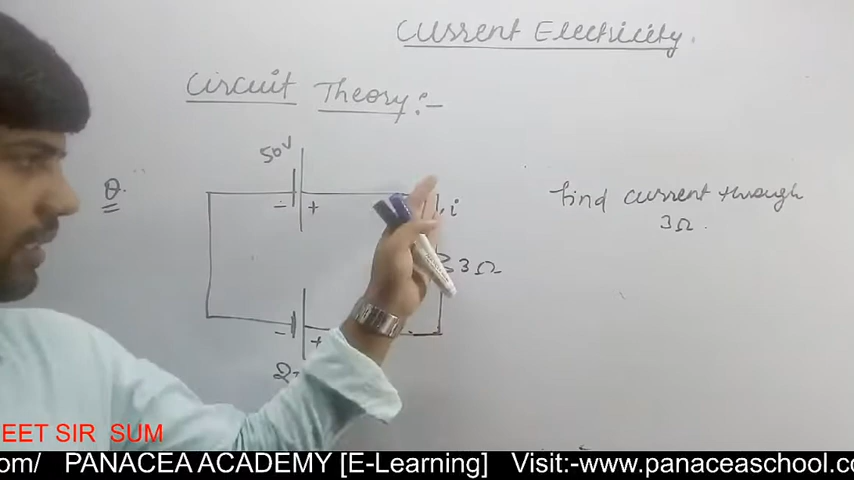 Current Electricity.
Circuit Theory :-
Q.
50V
- +
i
find current through
3Ω.
3Ω
- +
EET SIR SUM
om/ PANACEA ACADEMY [E-Learning] Visit:-www.panaceaschool.co